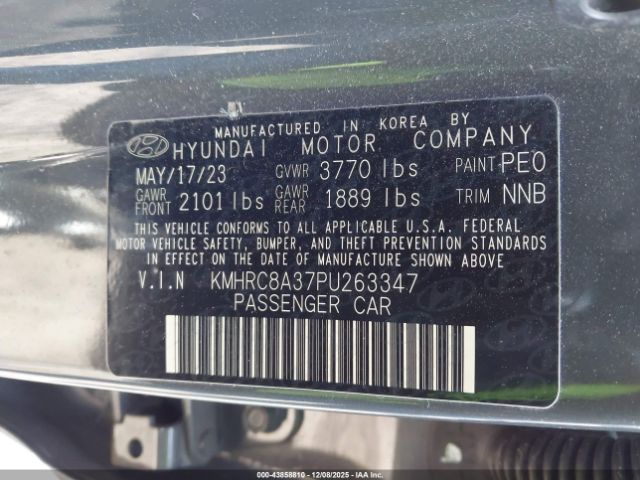 MANUFACTURED IN KOREA BY
HYUNDAI MOTOR COMPANY
MAY/17/23 GVWR 3770 lbs PAINT PE0
GAWR FRONT 2101 lbs GAWR REAR 1889 lbs TRIM NNB
THIS VEHICLE CONFORMS TO ALL APPLICABLE U.S.A. FEDERAL
MOTOR VEHICLE SAFETY, BUMPER, AND THEFT PREVENTION
STANDARDS IN EFFECT ON THE DATE OF MANUFACTURE SHOWN ABOVE
V.I.N KMHRC8A37PU263347
PASSENGER CAR
000-43858810 - 12/08/2025 - IAAI.COM